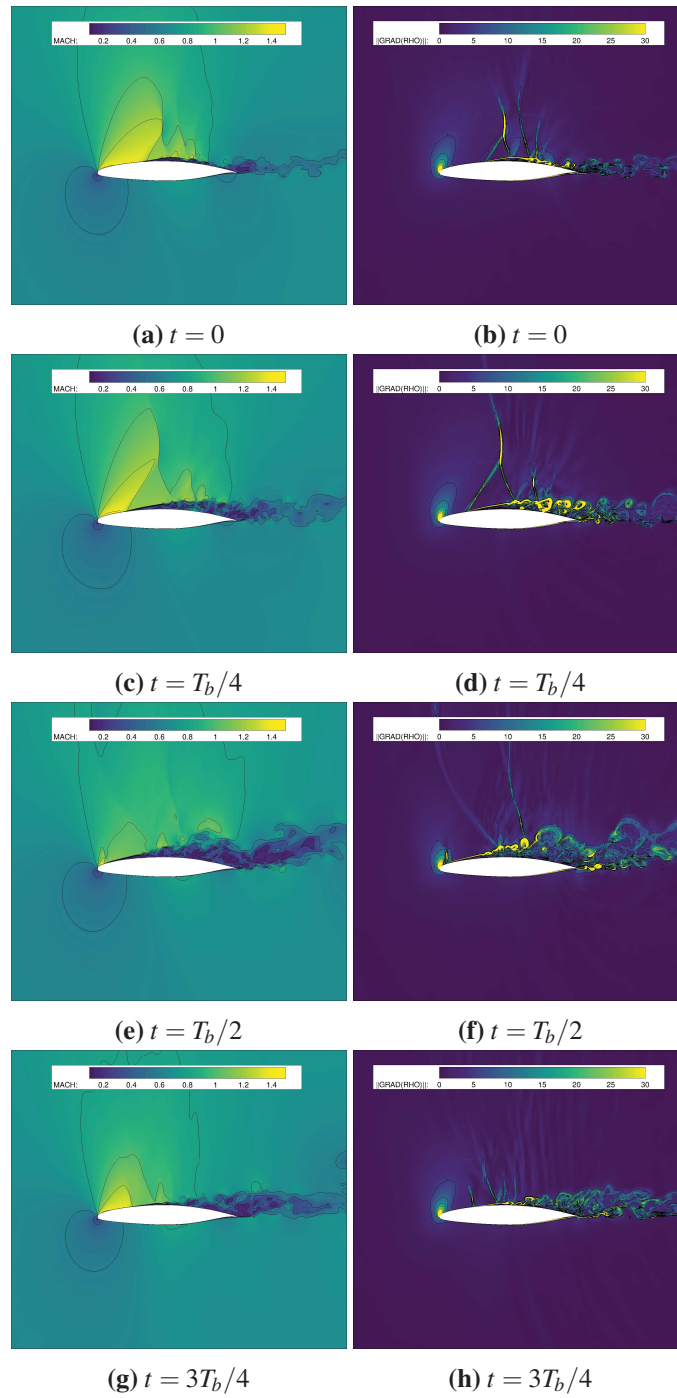 MACH: 0.2 0.4 0.6 0.8 1 1.2 1.4
||GRAD(RHO)||: 0 5 10 15 20 25 30
(a) t = 0
(b) t = 0
MACH: 0.2 0.4 0.6 0.8 1 1.2 1.4
||GRAD(RHO)||: 0 5 10 15 20 25 30
(c) t = T_b/4
(d) t = T_b/4
MACH: 0.2 0.4 0.6 0.8 1 1.2 1.4
||GRAD(RHO)||: 0 5 10 15 20 25 30
(e) t = T_b/2
(f) t = T_b/2
MACH: 0.2 0.4 0.6 0.8 1 1.2 1.4
||GRAD(RHO)||: 0 5 10 15 20 25 30
(g) t = 3T_b/4
(h) t = 3T_b/4